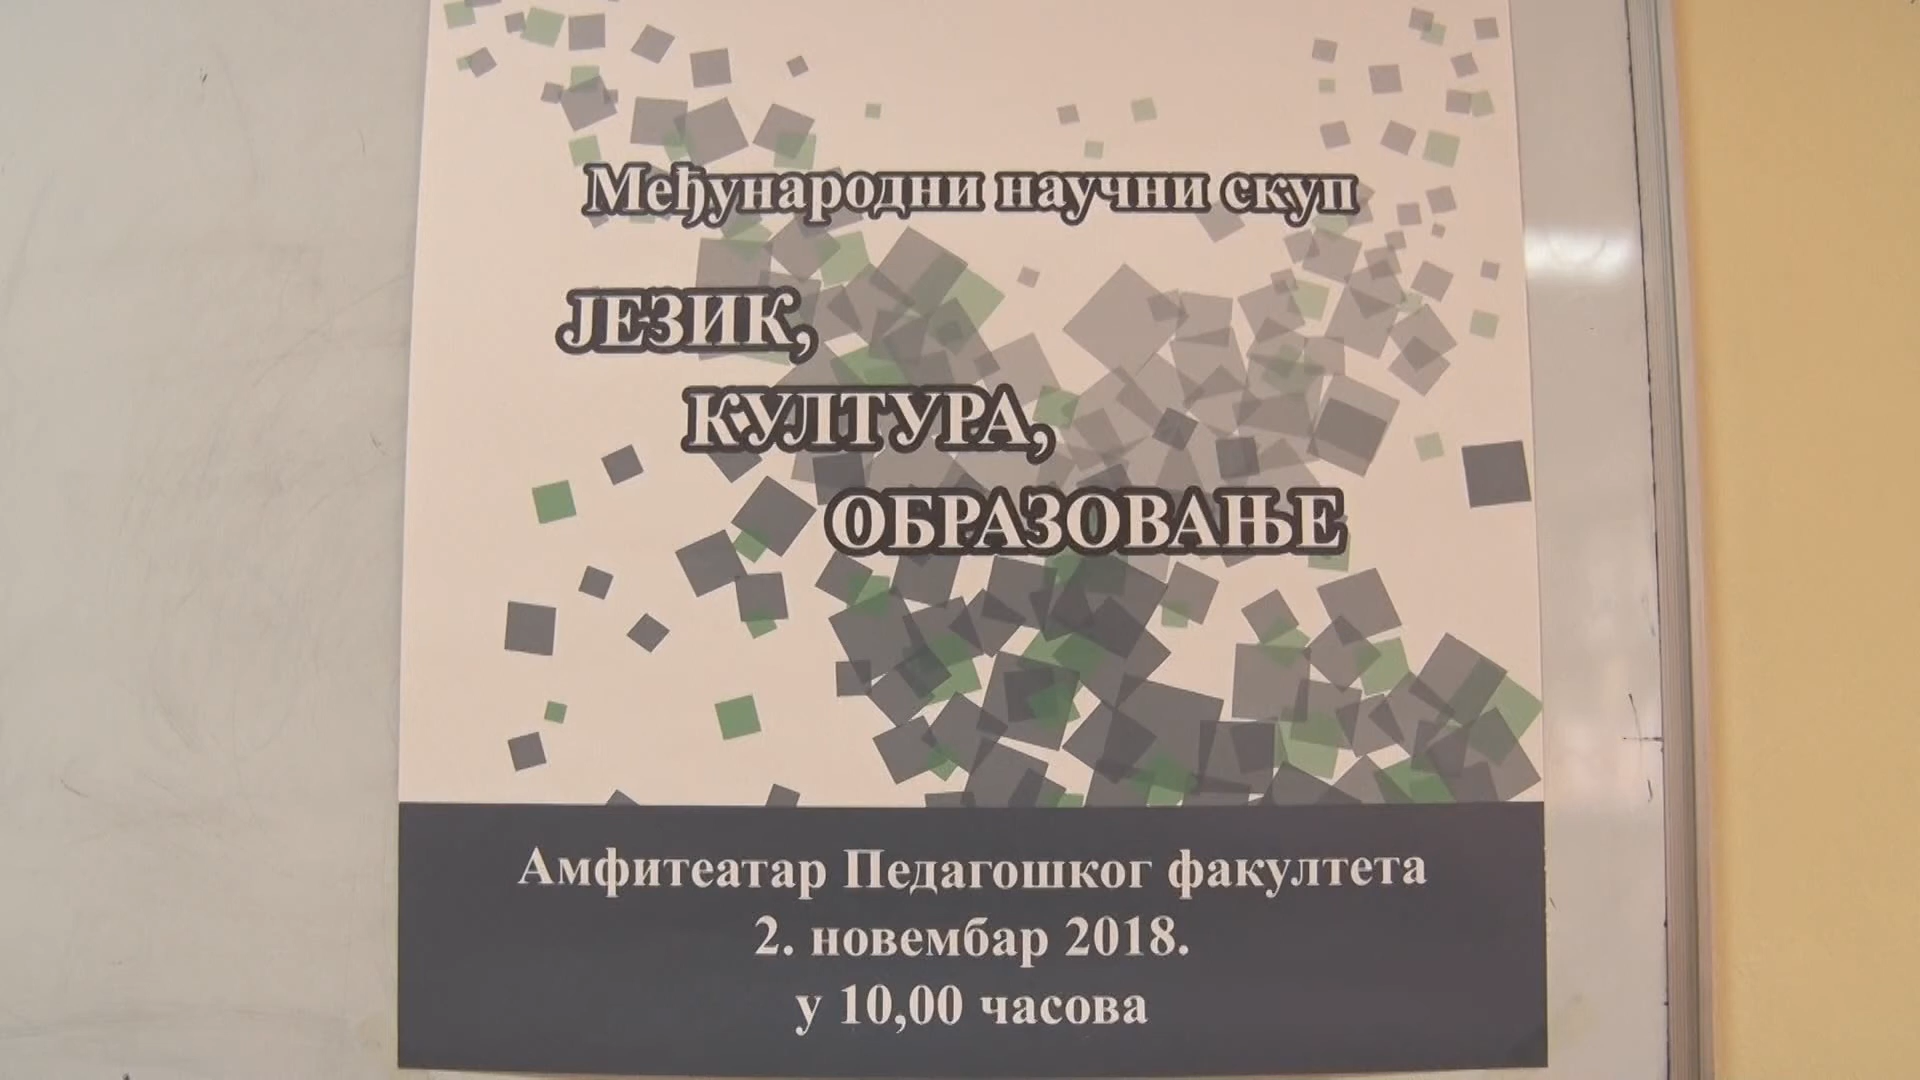 Међународни научни скуп
ЈЕЗИК,
КУЛТУРА,
ОБРАЗОВАЊЕ
Амфитеатар Педагошког факултета
2. новембар 2018.
у 10,00 часова